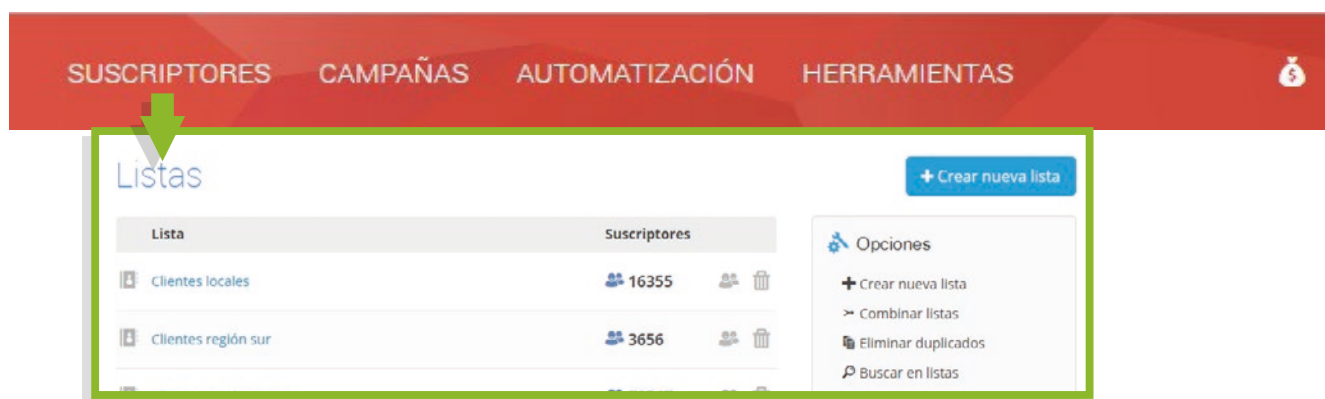 SUSCRIPTORES CAMPAÑAS AUTOMATIZACIÓN HERRAMIENTAS
Listas
+ Crear nueva lista
Lista Suscriptores
Clientes locales 16355
Clientes región sur 3656
Opciones
Crear nueva lista
Combinar listas
Eliminar duplicados
Buscar en listas